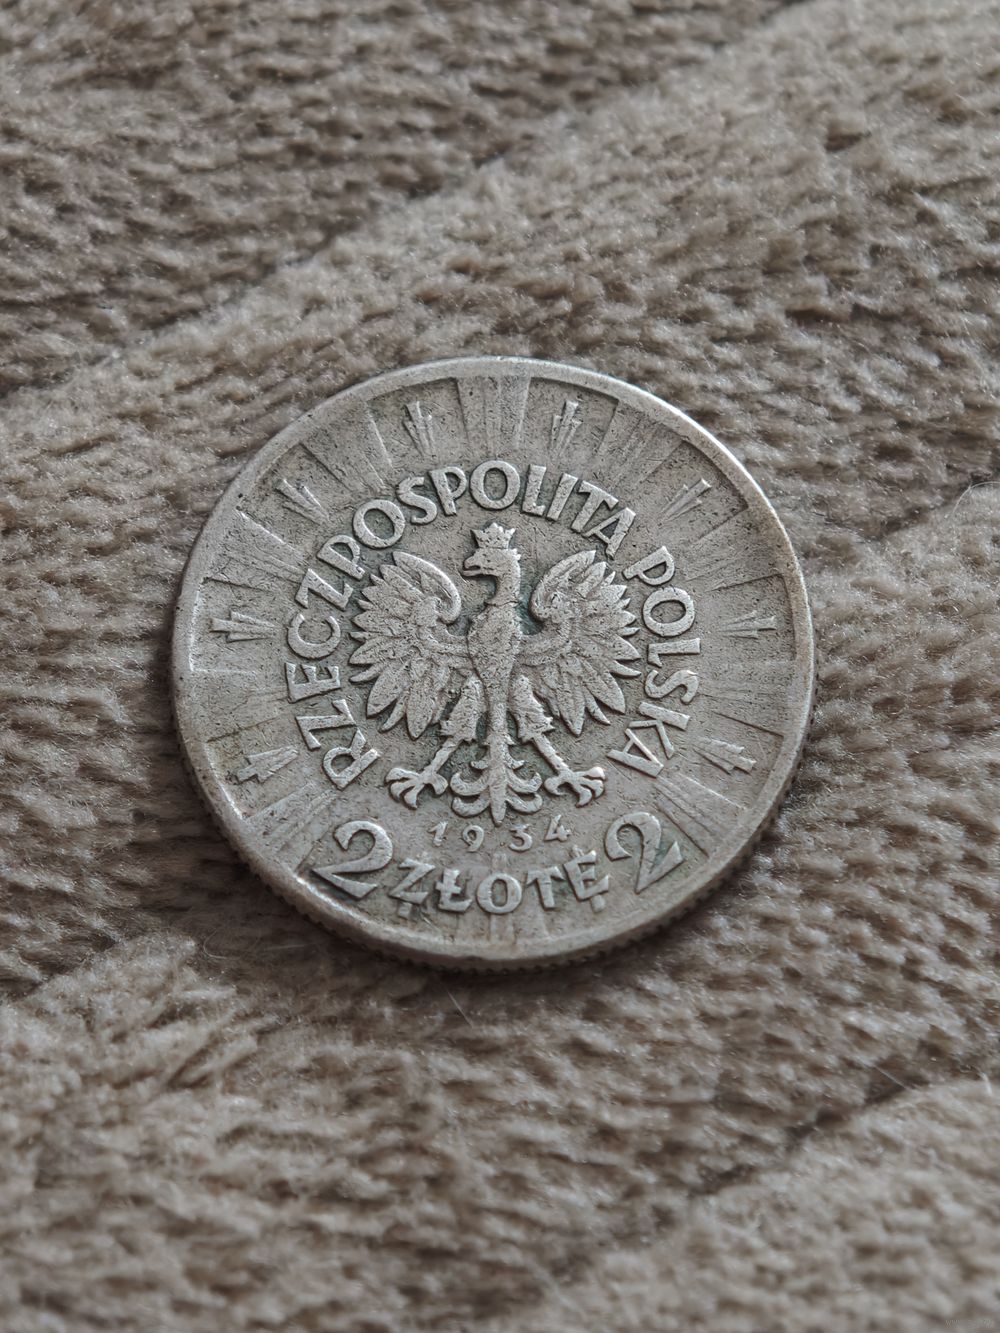 RZECZPOSPOLITA POLSKA
1934
2 ZŁOTE 2